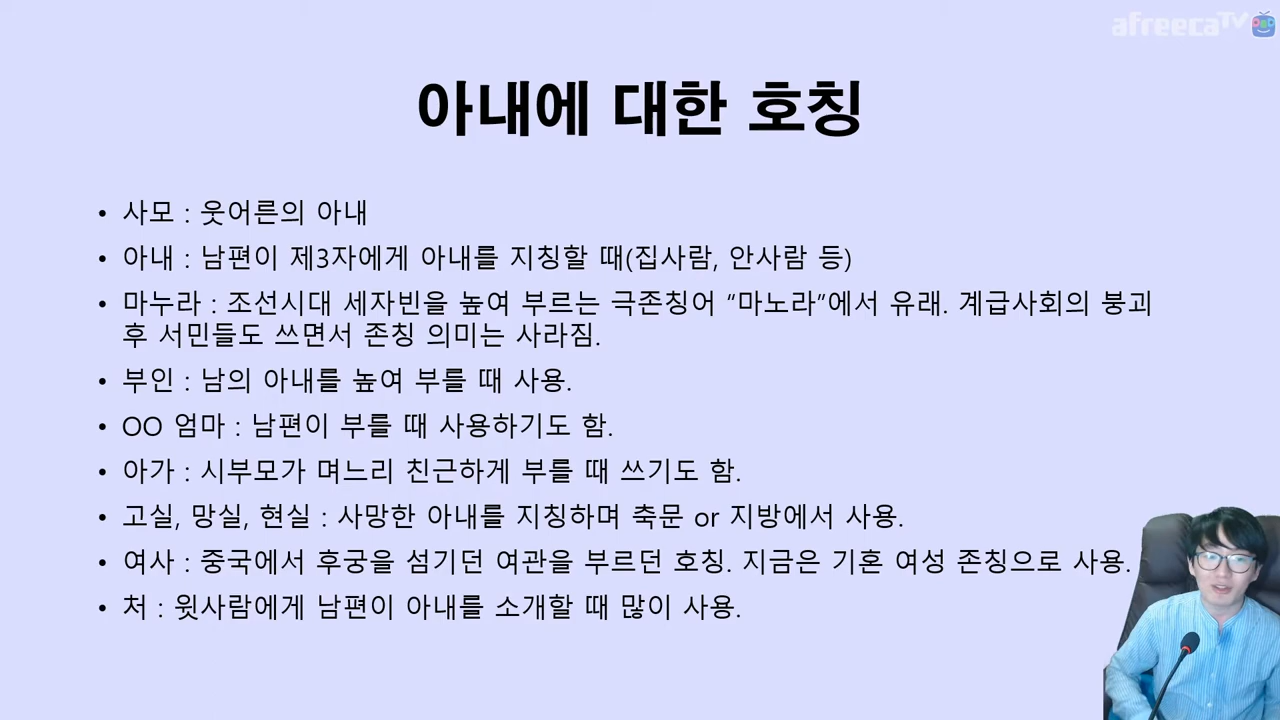 afreecaTV
아내에 대한 호칭
• 사모 : 웃어른의 아내
• 아내 : 남편이 제3자에게 아내를 지칭할 때(집사람, 안사람 등)
• 마누라 : 조선시대 세자빈을 높여 부르는 극존칭어 “마노라”에서 유래. 계급사회의 붕괴
후 서민들도 쓰면서 존칭 의미는 사라짐.
• 부인 : 남의 아내를 높여 부를 때 사용.
• OO 엄마 : 남편이 부를 때 사용하기도 함.
• 아가 : 시부모가 며느리 친근하게 부를 때 쓰기도 함.
• 고실, 망실, 현실 : 사망한 아내를 지칭하며 축문 or 지방에서 사용.
• 여사 : 중국에서 후궁을 섬기던 여관을 부르던 호칭. 지금은 기혼 여성 존칭으로 사용.
• 처 : 윗사람에게 남편이 아내를 소개할 때 많이 사용.